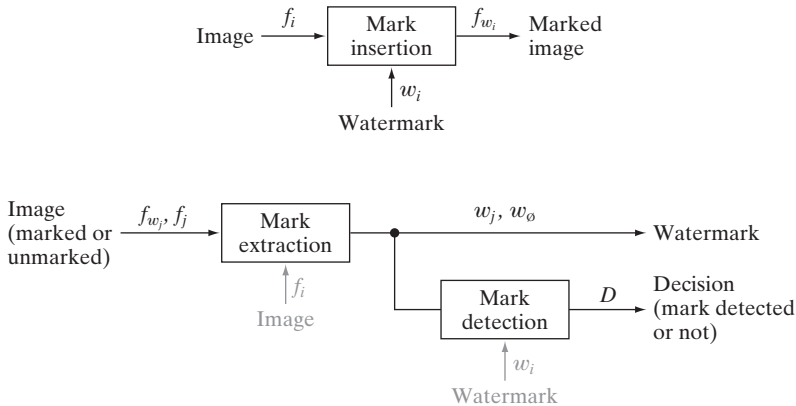 Image
f_i
Mark
insertion
f_{w_i}
Marked
image
w_i
Watermark
Image
(marked or
unmarked)
f_{w_j}, f_j
Mark
extraction
w_j, w_ø
Watermark
f_i
Image
Mark
detection
D
Decision
(mark detected
or not)
w_i
Watermark